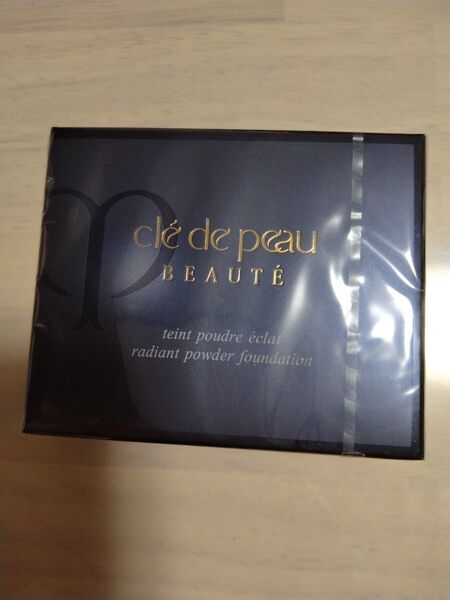 clé de peau
BEAUTÉ
teint poudre éclat
radiant powder foundation